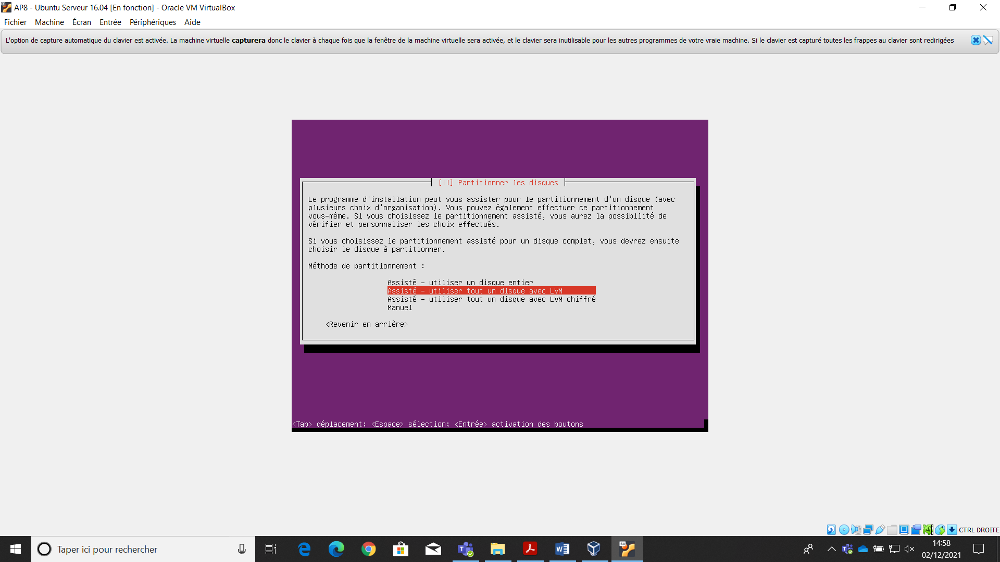 AP8 - Ubuntu Serveur 16.04 [En fonction] - Oracle VM VirtualBox
Fichier Machine Écran Entrée Périphériques Aide
L'option de capture automatique du clavier est activée. La machine virtuelle capturera donc le clavier à chaque fois que la fenêtre de la machine virtuelle sera activée, et le clavier sera inutilisable pour les autres programmes de votre vraie machine. Si le clavier est capturé toutes les frappes au clavier sont redirigées
[!!] Partitionner les disques
Le programme d'installation peut vous assister pour le partitionnement d'un disque (avec
plusieurs choix d'organisation). Vous pouvez également effectuer ce partitionnement
vous-même. Si vous choisissez le partitionnement assisté, vous aurez la possibilité de
vérifier et personnaliser les choix effectués.
Si vous choisissez le partitionnement assisté pour un disque complet, vous devrez ensuite
choisir le disque à partitionner.
Méthode de partitionnement :
Assisté - utiliser un disque entier
Assisté - utiliser tout un disque avec LVM
Assisté - utiliser tout un disque avec LVM chiffré
Manuel
<Revenir en arrière>
<Tab> déplacement; <Espace> sélection; <Entrée> activation des boutons
CTRL DROITE
Taper ici pour rechercher
14:58
02/12/2021